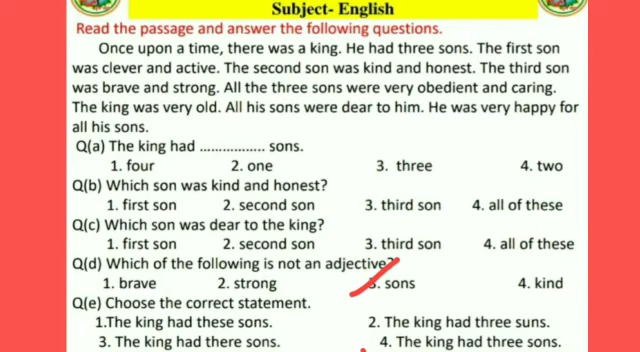 Subject- English
Read the passage and answer the following questions.
Once upon a time, there was a king. He had three sons. The first son
was clever and active. The second son was kind and honest. The third son
was brave and strong. All the three sons were very obedient and caring.
The king was very old. All his sons were dear to him. He was very happy for
all his sons.
Q(a) The king had ................. sons.
1. four 2. one 3. three 4. two
Q(b) Which son was kind and honest?
1. first son 2. second son 3. third son 4. all of these
Q(c) Which son was dear to the king?
1. first son 2. second son 3. third son 4. all of these
Q(d) Which of the following is not an adjective?
1. brave 2. strong 3. sons 4. kind
Q(e) Choose the correct statement.
1.The king had these sons. 2. The king had three suns.
3. The king had there sons. 4. The king had three sons.